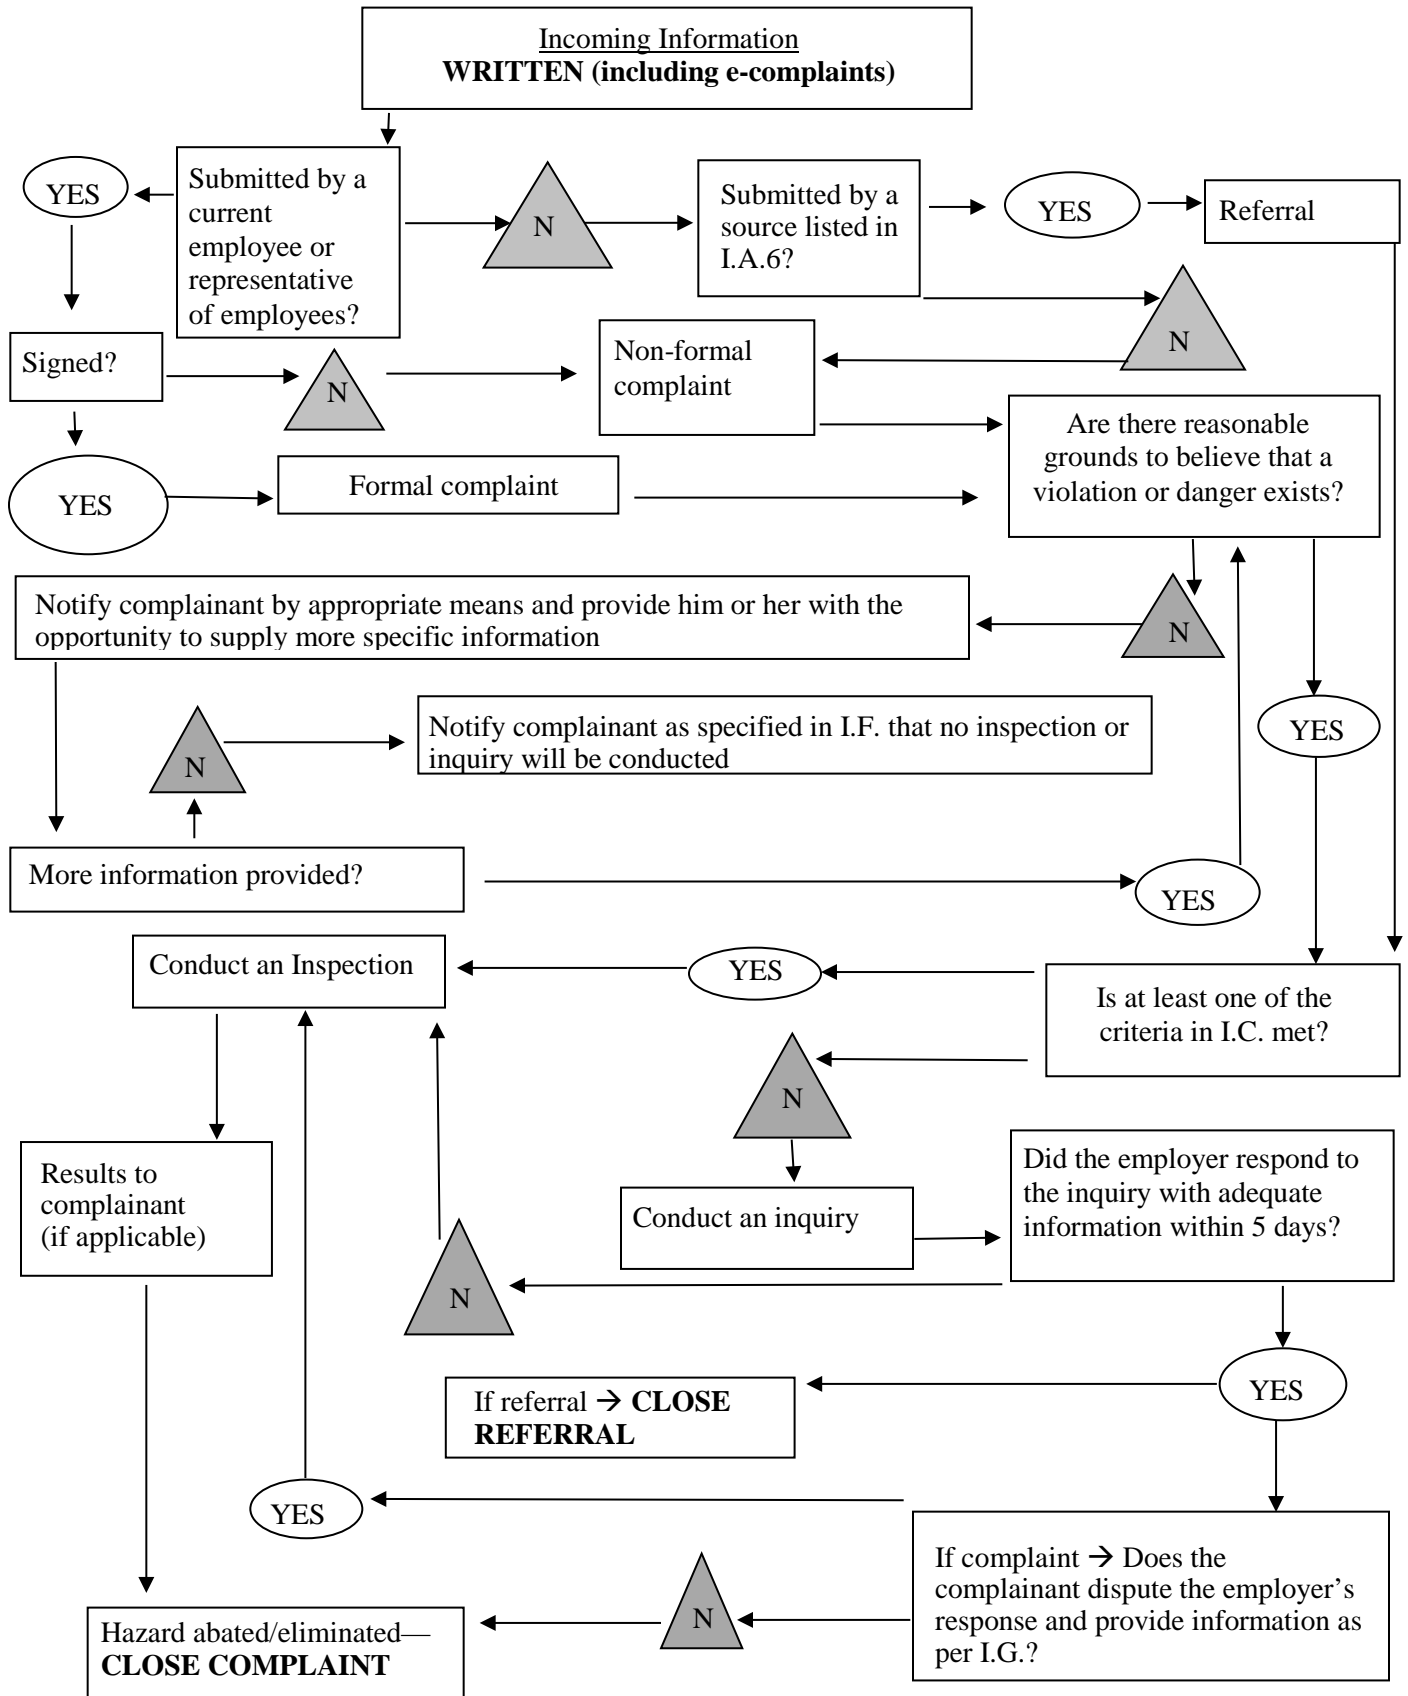 Incoming Information
WRITTEN (including e-complaints)
YES
Submitted by a
current
employee or
representative
of employees?
N
Submitted by a
source listed in
I.A.6?
YES
Referral
N
Signed?
N
Non-formal
complaint
Are there reasonable
grounds to believe that a
violation or danger exists?
YES
Formal complaint
Notify complainant by appropriate means and provide him or her with the
opportunity to supply more specific information
N
YES
N
Notify complainant as specified in I.F. that no inspection or
inquiry will be conducted
More information provided?
YES
Conduct an Inspection
YES
Is at least one of the
criteria in I.C. met?
N
Results to
complainant
(if applicable)
Conduct an inquiry
Did the employer respond to
the inquiry with adequate
information within 5 days?
N
YES
If referral → CLOSE
REFERRAL
YES
If complaint → Does the
complainant dispute the employer’s
response and provide information as
per I.G.?
N
Hazard abated/eliminated—
CLOSE COMPLAINT